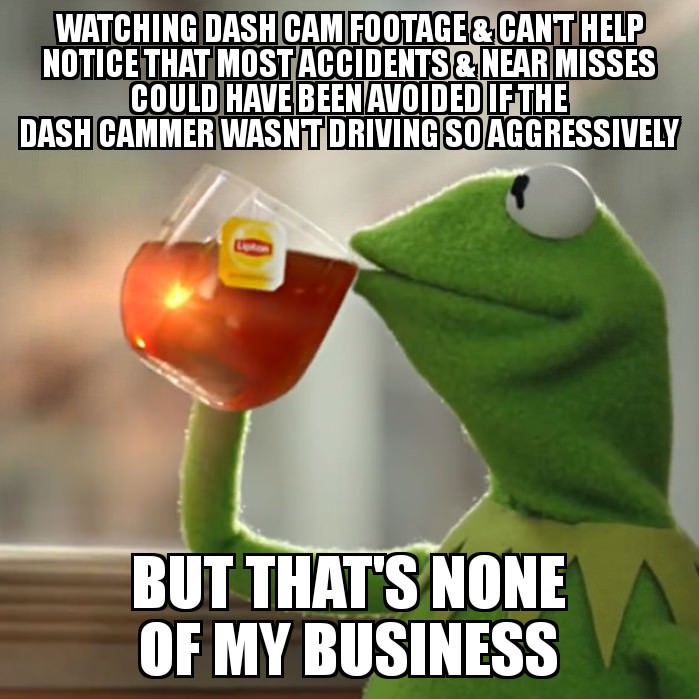 WATCHING DASH CAM FOOTAGE & CAN'T HELP
NOTICE THAT MOST ACCIDENTS & NEAR MISSES
COULD HAVE BEEN AVOIDED IF THE
DASH CAMMER WASN'T DRIVING SO AGGRESSIVELY
Lipton
BUT THAT'S NONE
OF MY BUSINESS